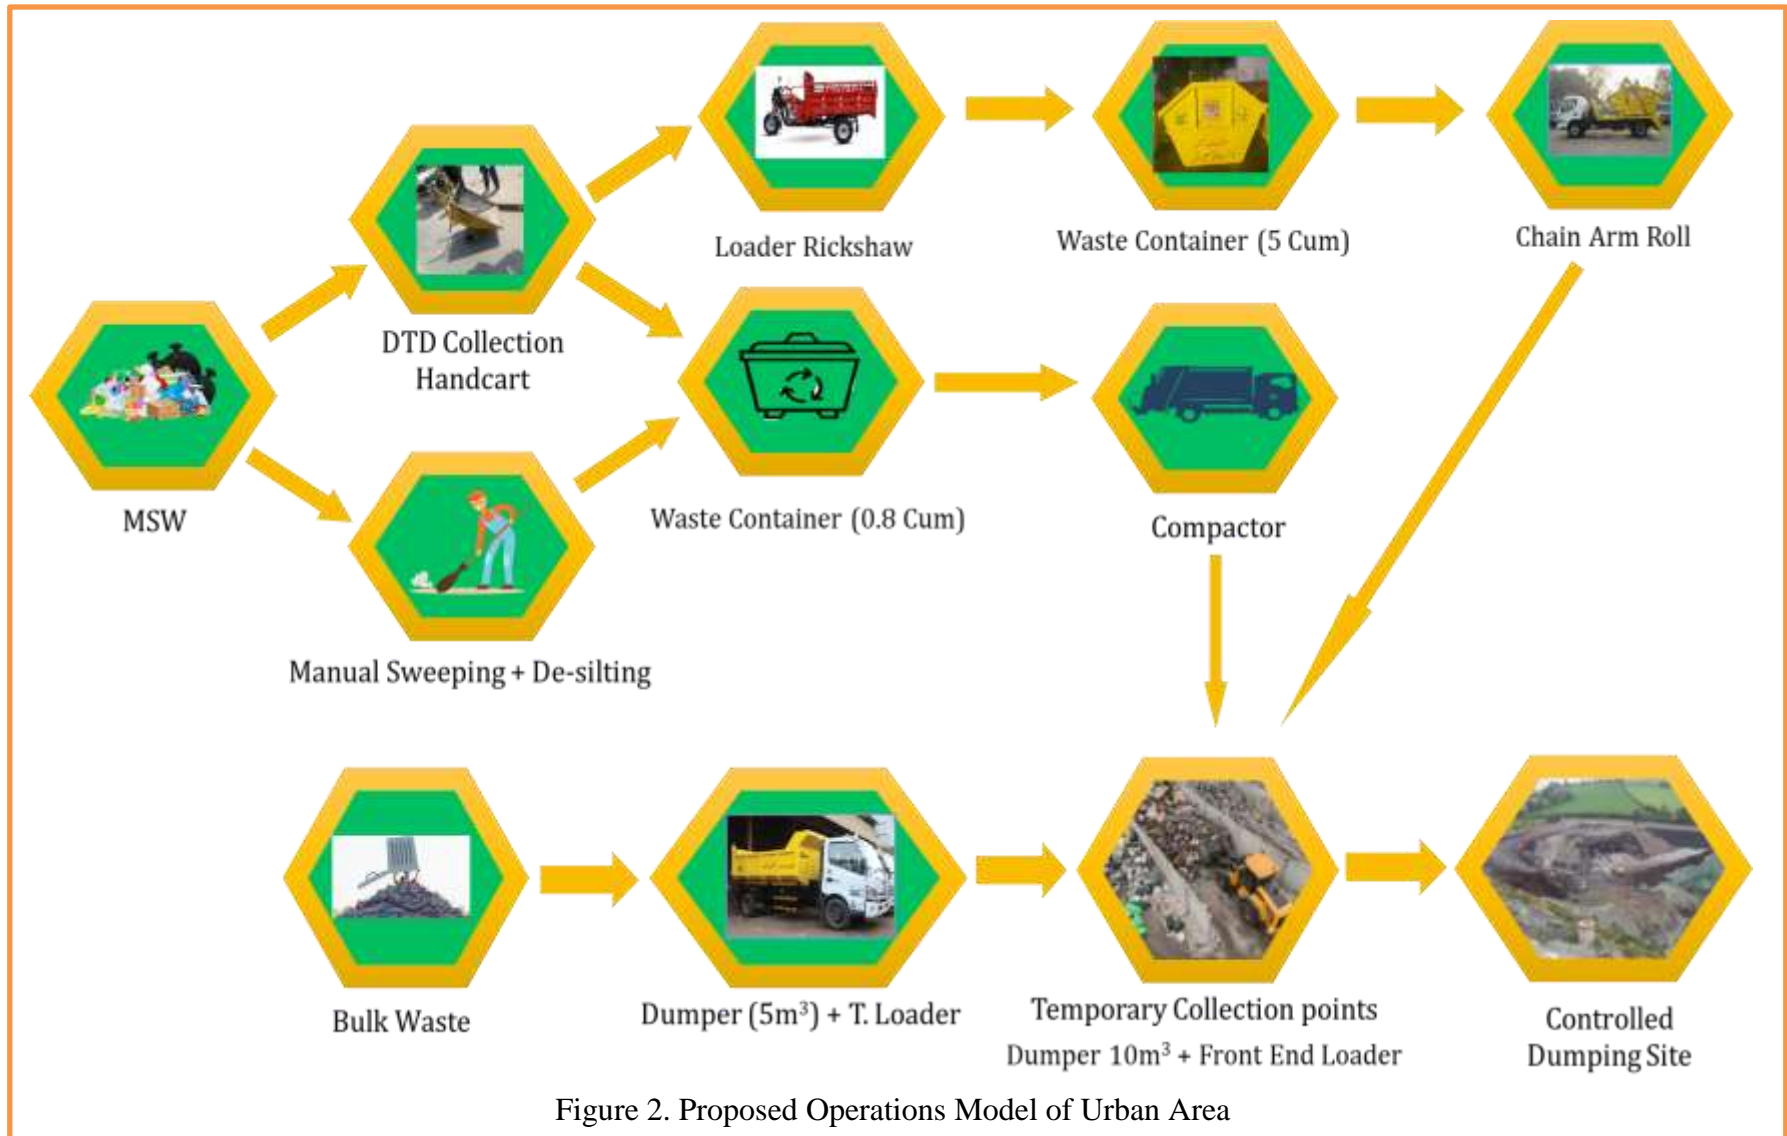 Loader Rickshaw
Waste Container (5 Cum)
Chain Arm Roll
DTD Collection
Handcart
MSW
Waste Container (0.8 Cum)
Compactor
Manual Sweeping + De-silting
Bulk Waste
Dumper (5m³) + T. Loader
Temporary Collection points
Dumper 10m³ + Front End Loader
Controlled
Dumping Site
Figure 2. Proposed Operations Model of Urban Area